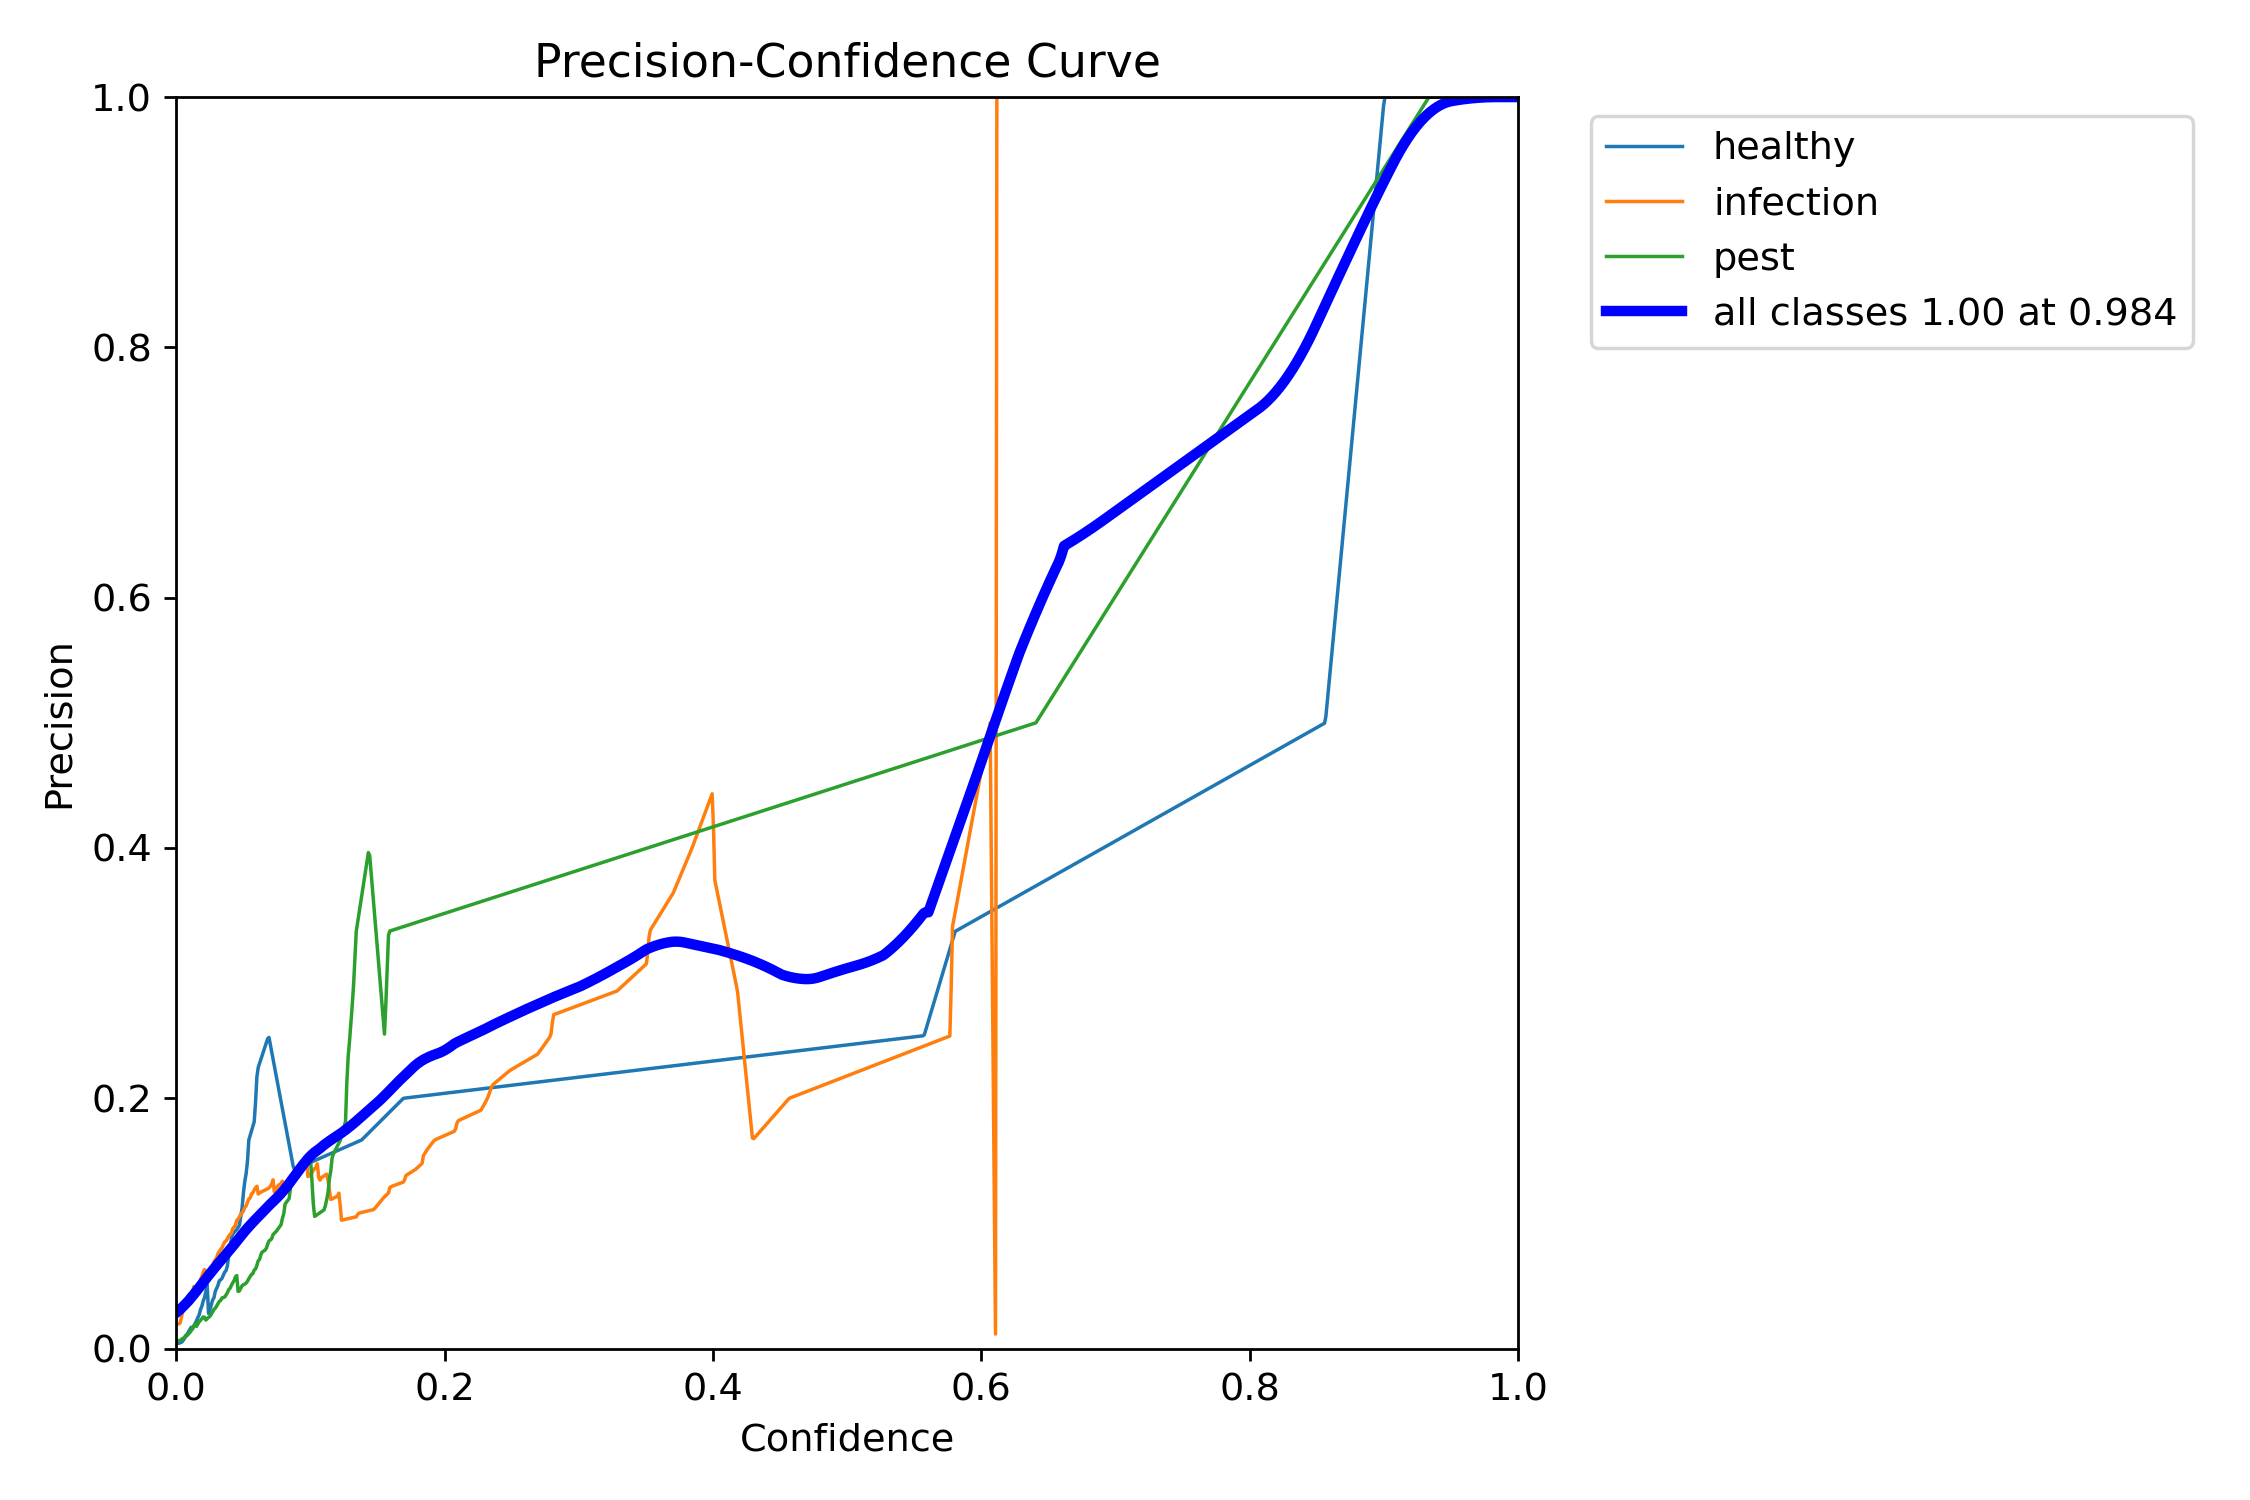 Precision-Confidence Curve
1.0
0.8
0.6
0.4
0.2
0.0
Precision
0.0 0.2 0.4 0.6 0.8 1.0
Confidence
healthy
infection
pest
all classes 1.00 at 0.984